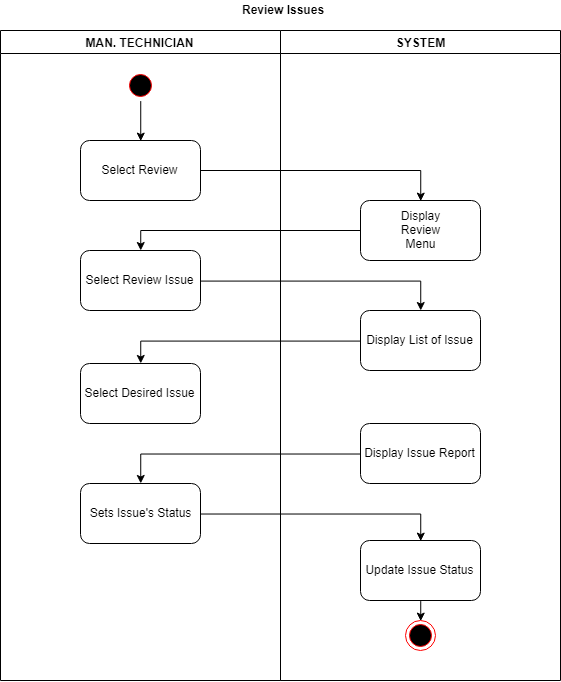 Review Issues
MAN. TECHNICIAN
SYSTEM
Select Review
Display
Review
Menu
Select Review Issue
Display List of Issue
Select Desired Issue
Display Issue Report
Sets Issue's Status
Update Issue Status